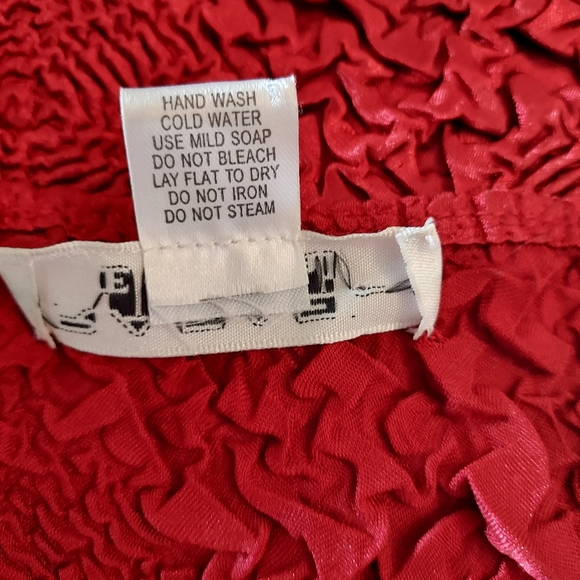 HAND WASH
COLD WATER
USE MILD SOAP
DO NOT BLEACH
LAY FLAT TO DRY
DO NOT IRON
DO NOT STEAM